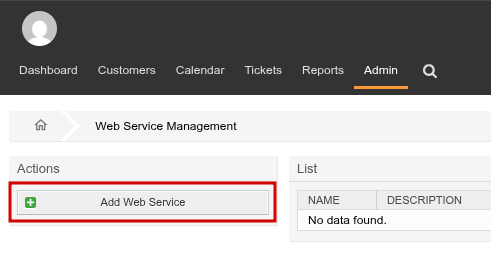 Dashboard Customers Calendar Tickets Reports Admin
Web Service Management
Actions
Add Web Service
List
NAME DESCRIPTION
No data found.